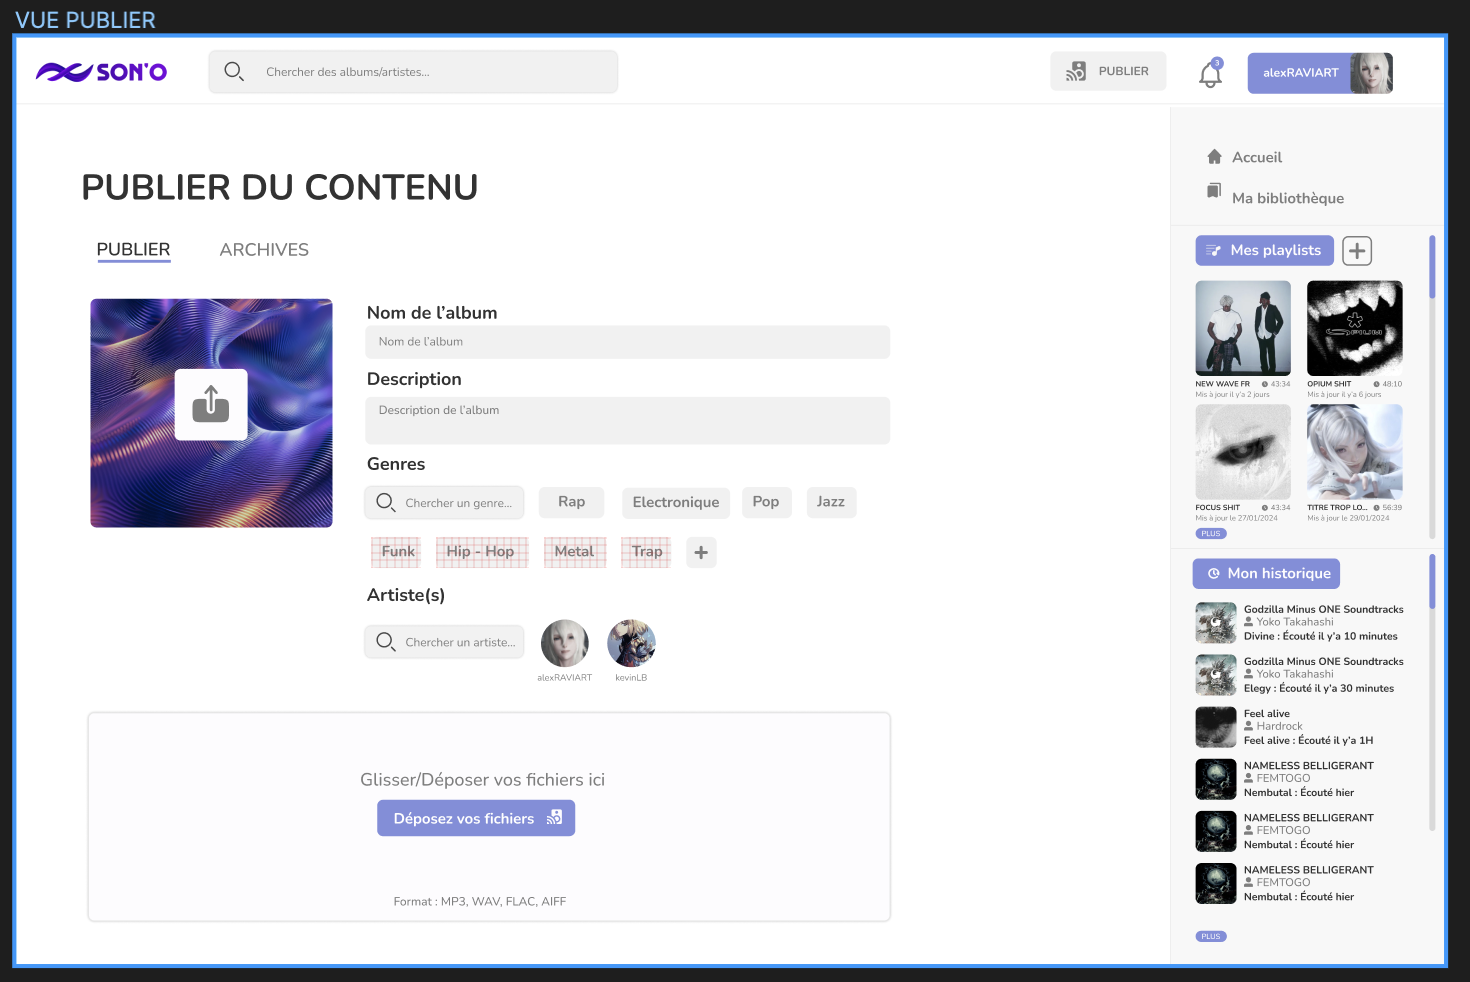 VUE PUBLIER
SON'O
Chercher des albums/artistes...
PUBLIER
3
alexRAVIART
PUBLIER DU CONTENU
PUBLIER
ARCHIVES
Nom de l'album
Nom de l'album
Description
Description de l'album
Genres
Chercher un genre...
Rap
Electronique
Pop
Jazz
Funk
Hip - Hop
Metal
Trap
Artiste(s)
Chercher un artiste...
alexRAVIART
kevinLB
Glisser/Déposer vos fichiers ici
Déposez vos fichiers
Format : MP3, WAV, FLAC, AIFF
Accueil
Ma bibliothèque
Mes playlists
NEW WAVE FR 43:34
Mis à jour il y'a 2 jours
OPIUM SHIT 48:10
Mis à jour il y'a 6 jours
FOCUS SHIT 43:34
Mis à jour le 27/01/2024
TITRE TROP LO... 56:39
Mis à jour le 29/01/2024
PLUS
Mon historique
Godzilla Minus ONE Soundtracks
Yoko Takahashi
Divine : Écouté il y'a 10 minutes
Godzilla Minus ONE Soundtracks
Yoko Takahashi
Elegy : Écouté il y'a 30 minutes
Feel alive
Hardrock
Feel alive : Écouté il y'a 1H
NAMELESS BELLIGERANT
FEMTOGO
Nembutal : Écouté hier
NAMELESS BELLIGERANT
FEMTOGO
Nembutal : Écouté hier
NAMELESS BELLIGERANT
FEMTOGO
Nembutal : Écouté hier
PLUS